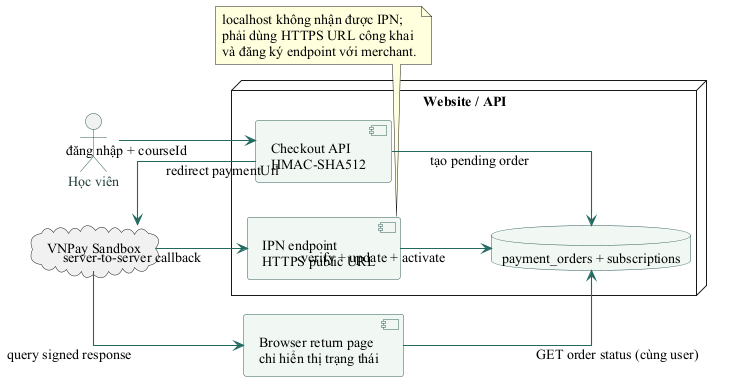 localhost không nhận được IPN;
phải dùng HTTPS URL công khai
và đăng ký endpoint với merchant.
Website / API
đăng nhập + courseId
Học viên
Checkout API
HMAC-SHA512
redirect paymentUrl
tạo pending order
VNPay Sandbox
server-to-server callback
IPN endpoint
HTTPS public URL
verify + update + activate
payment_orders + subscriptions
query signed response
Browser return page
chỉ hiển thị trạng thái
GET order status (cùng user)